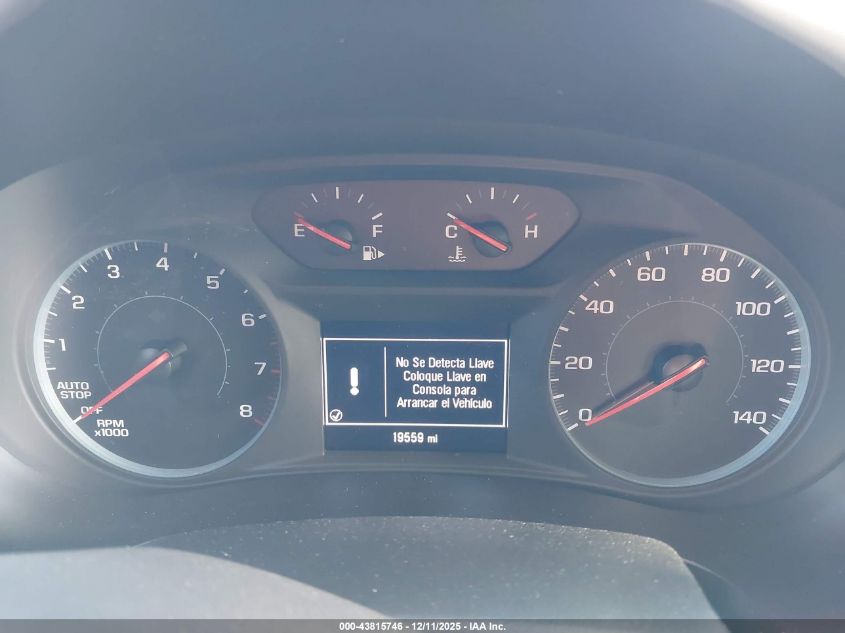 E F
C H
1 2 3 4 5 6 7 8
AUTO
STOP
OFF
RPM
x1000
No Se Detecta Llave
Coloque Llave en
Consola para
Arrancar el Vehículo
19559 mi
0 20 40 60 80 100 120 140
000-43815746 - 12/11/2025 - IAA Inc.